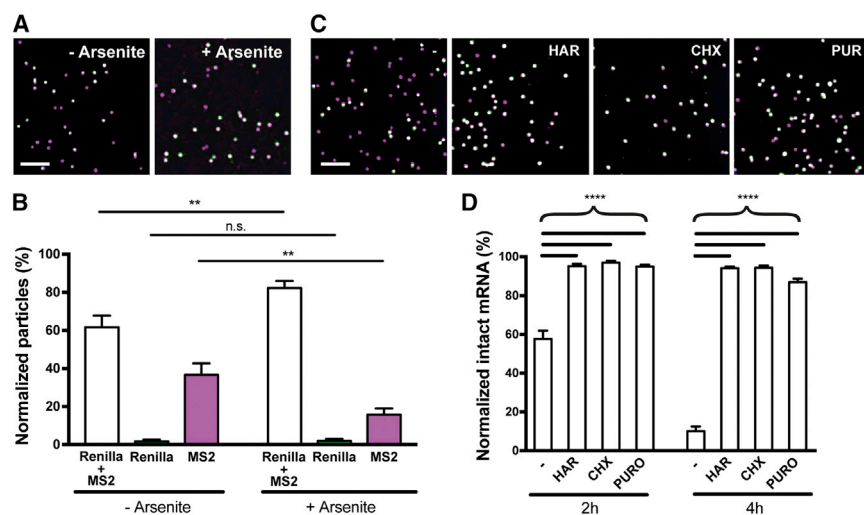 A
- Arsenite
+ Arsenite
C
HAR
CHX
PUR
B
**
n.s.
**
Normalized particles (%)
100
80
60
40
20
0
Renilla
+
MS2
Renilla
MS2
Renilla
+
MS2
Renilla
MS2
- Arsenite
+ Arsenite
D
****
****
Normalized intact mRNA (%)
100
80
60
40
20
0
-
HAR
CHX
PURO
-
HAR
CHX
PURO
2h
4h